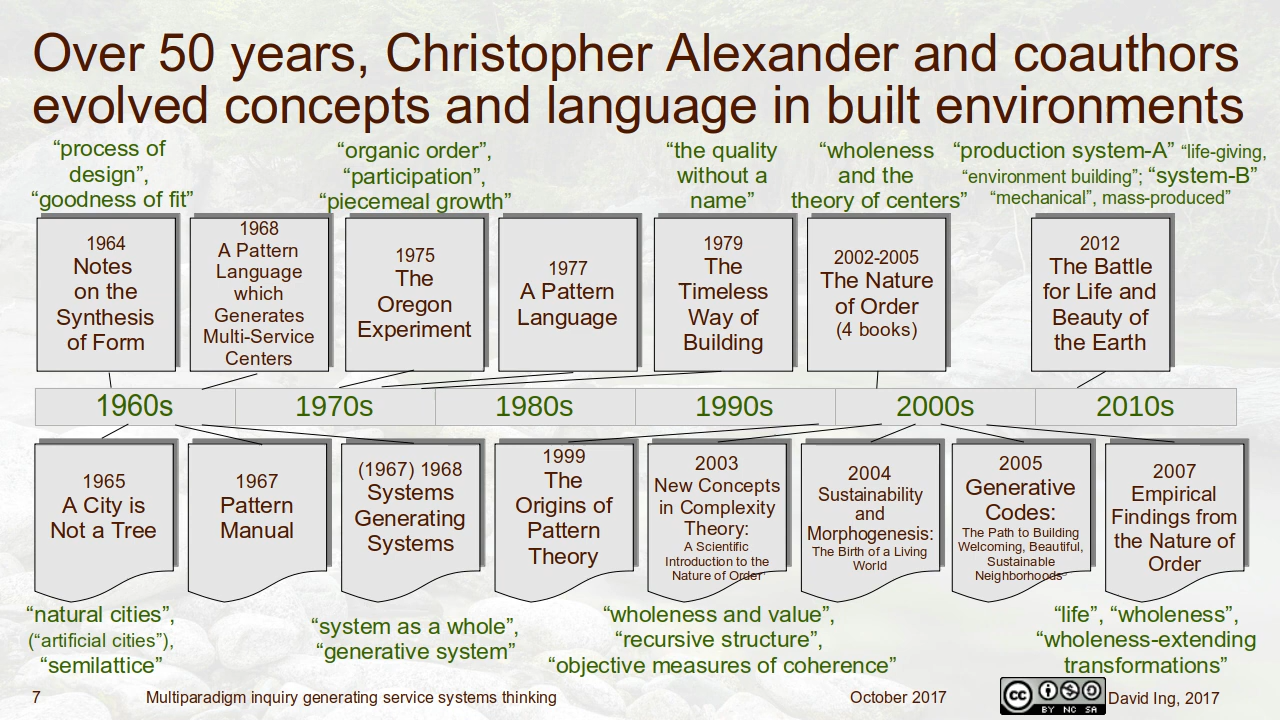 Over 50 years, Christopher Alexander and coauthors
evolved concepts and language in built environments
“process of
design”,
“goodness of fit”
“organic order”,
“participation”,
“piecemeal growth”
“the quality
without a
name”
“wholeness
and the
theory of centers”
“production system-A” “life-giving,
“environment building”; “system-B”
“mechanical”, mass-produced”
1964
Notes
on the
Synthesis
of Form
1968
A Pattern
Language
which
Generates
Multi-Service
Centers
1975
The
Oregon
Experiment
1977
A Pattern
Language
1979
The
Timeless
Way of
Building
2002-2005
The Nature
of Order
(4 books)
2012
The Battle
for Life and
Beauty of
the Earth
1960s
1970s
1980s
1990s
2000s
2010s
1965
A City is
Not a Tree
1967
Pattern
Manual
(1967) 1968
Systems
Generating
Systems
1999
The
Origins of
Pattern
Theory
2003
New Concepts
in Complexity
Theory:
A Scientific
Introduction to the
Nature of Order
2004
Sustainability
and
Morphogenesis:
The Birth of a Living
World
2005
Generative
Codes:
The Path to Building
Welcoming, Beautiful,
Sustainable
Neighborhoods
2007
Empirical
Findings from
the Nature of
Order
“natural cities”,
(“artificial cities”),
“semilattice”
“system as a whole”,
“generative system”
“wholeness and value”,
“recursive structure”,
“objective measures of coherence”
“life”, “wholeness”,
“wholeness-extending
transformations”
7
Multiparadigm inquiry generating service systems thinking
October 2017
cc
BY NC SA
David Ing, 2017